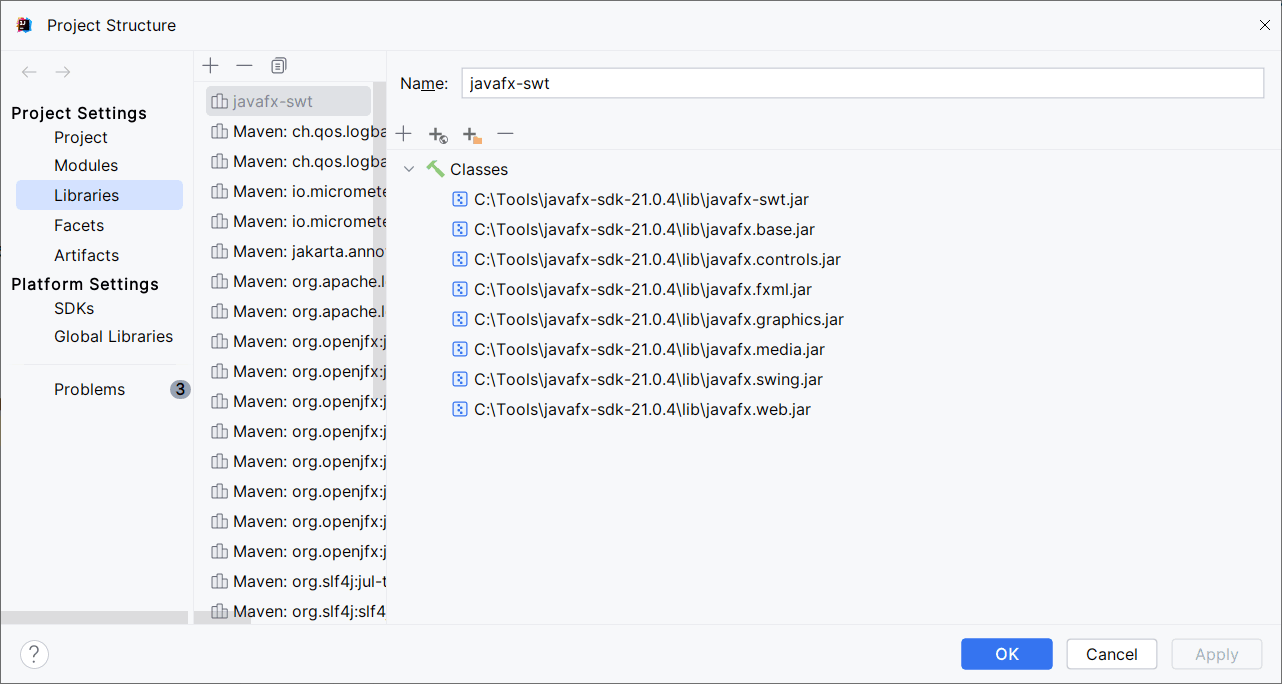 Project Structure
Project Settings
Project
Modules
Libraries
Facets
Artifacts
Platform Settings
SDKs
Global Libraries
Problems
3
javafx-swt
Maven: ch.qos.logba
Maven: ch.qos.logba
Maven: io.micromete
Maven: io.micromete
Maven: jakarta.anno
Maven: org.apache.l
Maven: org.apache.l
Maven: org.openjfx:j
Maven: org.openjfx:j
Maven: org.openjfx:j
Maven: org.openjfx:j
Maven: org.openjfx:j
Maven: org.openjfx:j
Maven: org.openjfx:j
Maven: org.openjfx:j
Maven: org.slf4j:jul-t
Maven: org.slf4j:slf4
Name: javafx-swt
Classes
C:\Tools\javafx-sdk-21.0.4\lib\javafx-swt.jar
C:\Tools\javafx-sdk-21.0.4\lib\javafx.base.jar
C:\Tools\javafx-sdk-21.0.4\lib\javafx.controls.jar
C:\Tools\javafx-sdk-21.0.4\lib\javafx.fxml.jar
C:\Tools\javafx-sdk-21.0.4\lib\javafx.graphics.jar
C:\Tools\javafx-sdk-21.0.4\lib\javafx.media.jar
C:\Tools\javafx-sdk-21.0.4\lib\javafx.swing.jar
C:\Tools\javafx-sdk-21.0.4\lib\javafx.web.jar
?
OK
Cancel
Apply